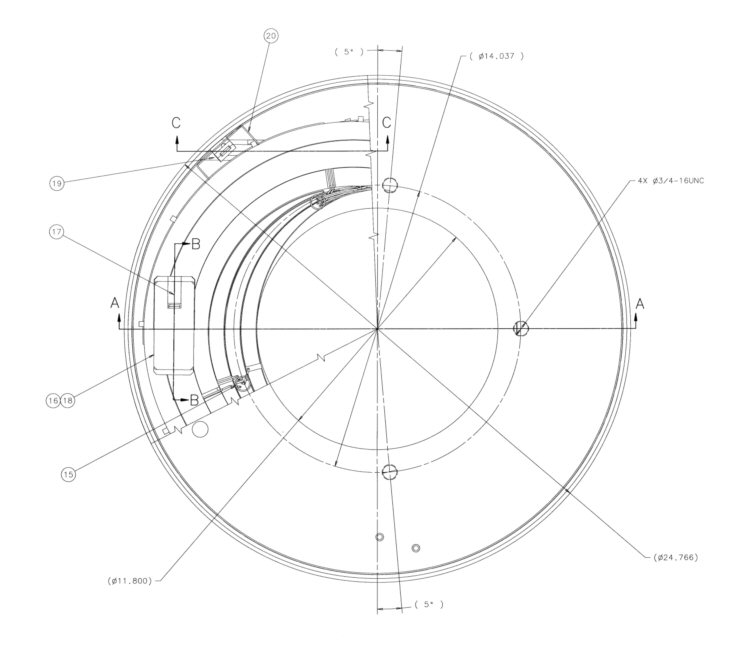 20
( 5° )
( ø14.037 )
C
C
19
4X ø3/4-16UNC
17
B
A
A
16
18
B
15
(ø24.766)
(ø11.800)
( 5° )